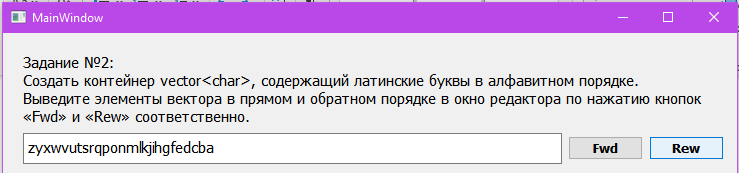 MainWindow
Задание №2:
Создать контейнер vector<char>, содержащий латинские буквы в алфавитном порядке.
Выведите элементы вектора в прямом и обратном порядке в окно редактора по нажатию кнопок
«Fwd» и «Rew» соответственно.
zyxwvutsrqponmlkjihgfedcba
Fwd
Rew